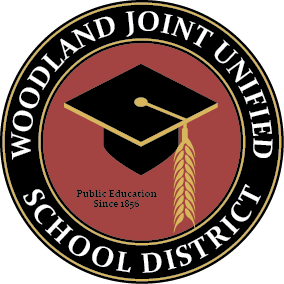 WOODLAND JOINT UNIFIED
Public Education
Since 1856
SCHOOL DISTRICT